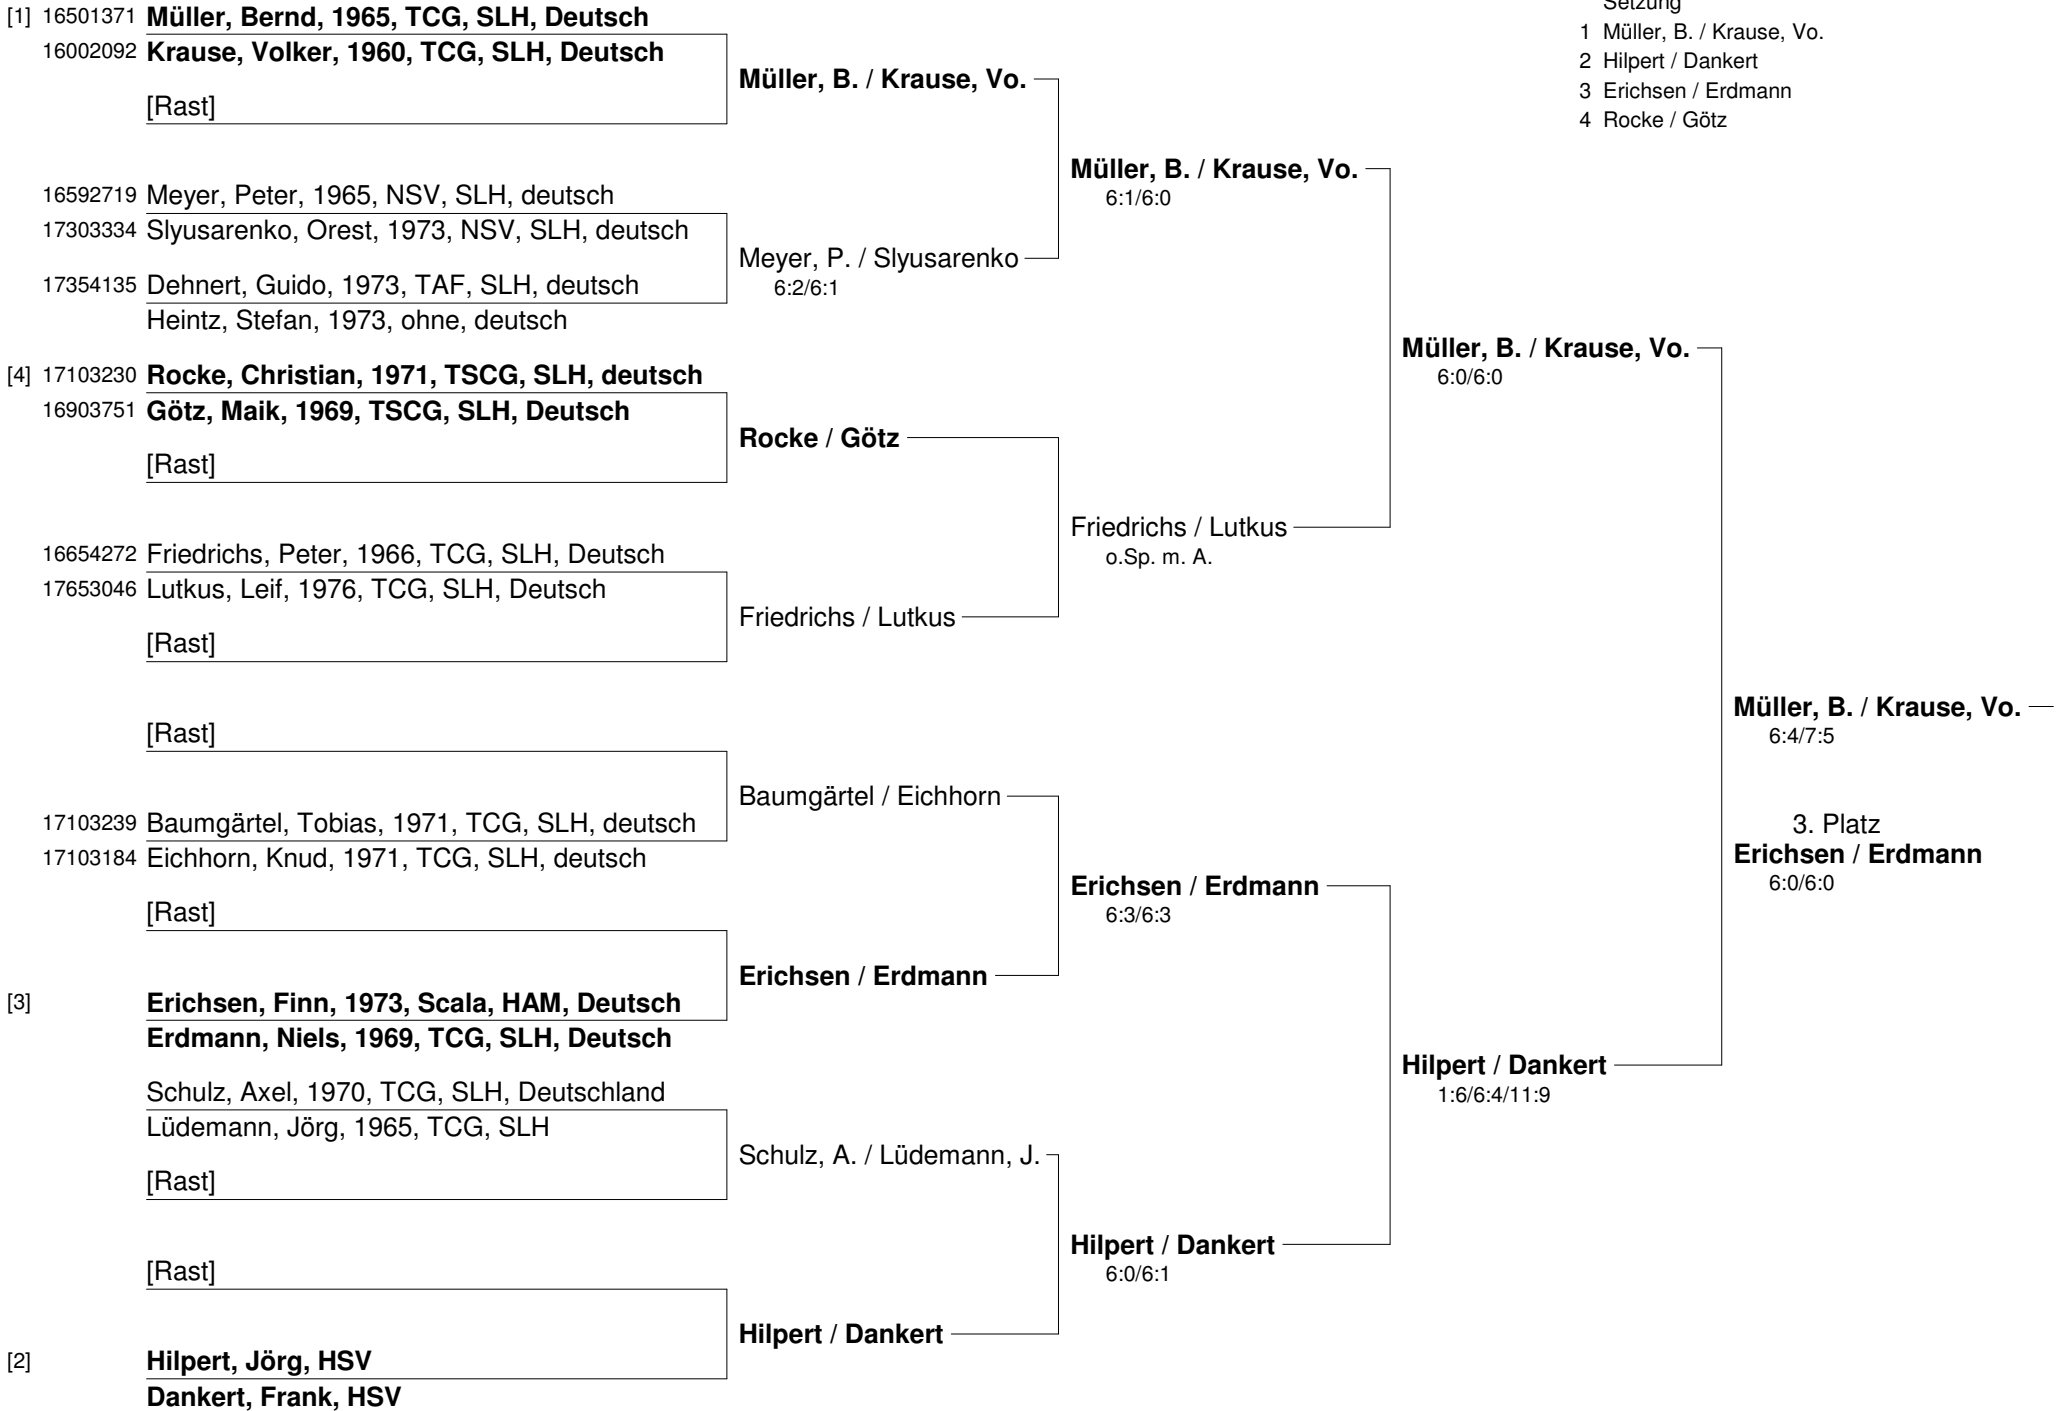 Setzung
1 Müller, B. / Krause, Vo.
2 Hilpert / Dankert
3 Erichsen / Erdmann
4 Rocke / Götz
[1] 16501371 Müller, Bernd, 1965, TCG, SLH, Deutsch
16002092 Krause, Volker, 1960, TCG, SLH, Deutsch
[Rast]
16592719 Meyer, Peter, 1965, NSV, SLH, deutsch
17303334 Slyusarenko, Orest, 1973, NSV, SLH, deutsch
17354135 Dehnert, Guido, 1973, TAF, SLH, deutsch
Heintz, Stefan, 1973, ohne, deutsch
[4] 17103230 Rocke, Christian, 1971, TSCG, SLH, deutsch
16903751 Götz, Maik, 1969, TSCG, SLH, Deutsch
[Rast]
16654272 Friedrichs, Peter, 1966, TCG, SLH, Deutsch
17653046 Lutkus, Leif, 1976, TCG, SLH, Deutsch
[Rast]
[Rast]
17103239 Baumgärtel, Tobias, 1971, TCG, SLH, deutsch
17103184 Eichhorn, Knud, 1971, TCG, SLH, deutsch
[Rast]
[3] Erichsen, Finn, 1973, Scala, HAM, Deutsch
Erdmann, Niels, 1969, TCG, SLH, Deutsch
Schulz, Axel, 1970, TCG, SLH, Deutschland
Lüdemann, Jörg, 1965, TCG, SLH
[Rast]
[Rast]
[2] Hilpert, Jörg, HSV
Dankert, Frank, HSV
Müller, B. / Krause, Vo.
Meyer, P. / Slyusarenko
6:2/6:1
Rocke / Götz
Friedrichs / Lutkus
Baumgärtel / Eichhorn
Erichsen / Erdmann
Schulz, A. / Lüdemann, J.
Hilpert / Dankert
Müller, B. / Krause, Vo.
6:1/6:0
Friedrichs / Lutkus
o.Sp. m. A.
Erichsen / Erdmann
6:3/6:3
Hilpert / Dankert
6:0/6:1
Müller, B. / Krause, Vo.
6:0/6:0
Hilpert / Dankert
1:6/6:4/11:9
Müller, B. / Krause, Vo.
6:4/7:5
3. Platz
Erichsen / Erdmann
6:0/6:0